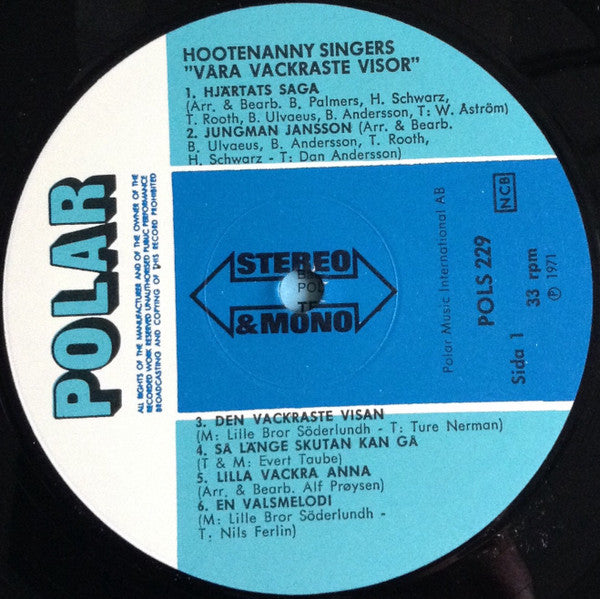 HOOTENANNY SINGERS
"VÅRA VACKRASTE VISOR"
1. HJÄRTATS SAGA
(Arr. & Bearb. B. Palmers, H. Schwarz,
T. Rooth, B. Ulvaeus, B. Andersson, T: W. Aström)
2. JUNGMAN JANSSON (Arr. & Bearb.
B. Ulvaeus, B. Andersson, T. Rooth,
H. Schwarz - T: Dan Andersson)
POLAR
ALL RIGHTS OF THE MANUFACTURER AND OF THE OWNER OF THE
RECORDED WORK RESERVED UNAUTHORISED PUBLIC PERFORMANCE
BROADCASTING AND COPYING OF THIS RECORD PROHIBITED
STEREO
& MONO
Polar Music International AB
POLS 229
NCB
Sida 1 33 rpm
℗ 1971
3. DEN VACKRASTE VISAN
(M: Lille Bror Söderlundh - T: Ture Nerman)
4. SÅ LÄNGE SKUTAN KAN GÅ
(T & M: Evert Taube)
5. LILLA VACKRA ANNA
(Arr. & Bearb. Alf Prøysen)
6. EN VALSMELODI
(M: Lille Bror Söderlundh -
T: Nils Ferlin)